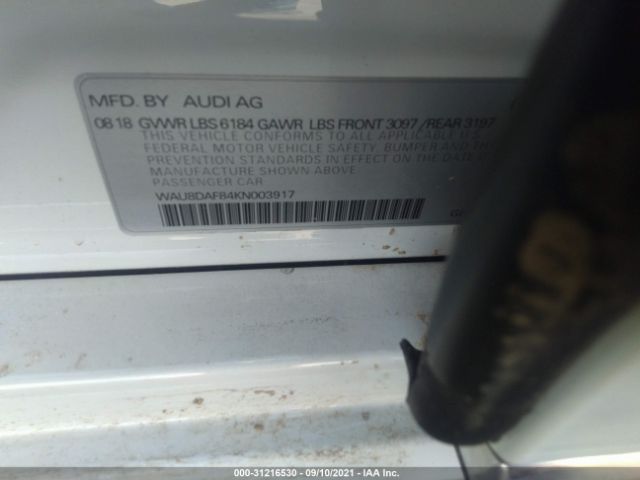 MFD. BY AUDI AG
08 18 GVWR LBS 6184 GAWR LBS FRONT 3097 / REAR 3197
THIS VEHICLE CONFORMS TO ALL APPLICABLE U.S.
FEDERAL MOTOR VEHICLE SAFETY, BUMPER AND
THEFT PREVENTION STANDARDS IN EFFECT ON THE DATE O
MANUFACTURE SHOWN ABOVE.
PASSENGER CAR
WAU8DAF84KN003917
000-31216530 - 09/10/2021 - IAA Inc.